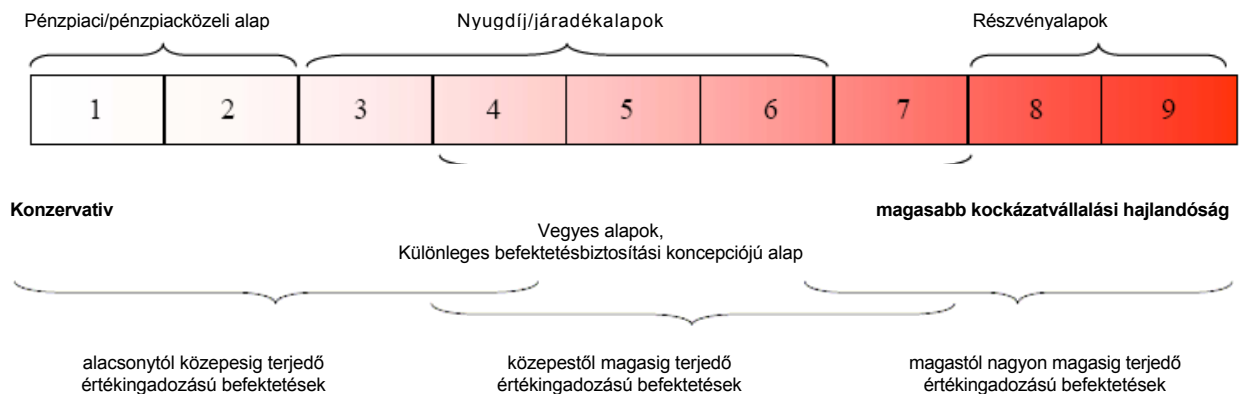 Pénzpiaci/pénzpiacközeli alap Nyugdíj/járadékalapok Részvényalapok
1 2 3 4 5 6 7 8 9
Konzervativ magasabb kockázatvállalási hajlandóság
Vegyes alapok,
Különleges befektetésbiztosítási koncepciójú alap
alacsonytól közepesig terjedő
értékingadozású befektetések
közepestől magasig terjedő
értékingadozású befektetések
magastól nagyon magasig terjedő
értékingadozású befektetések